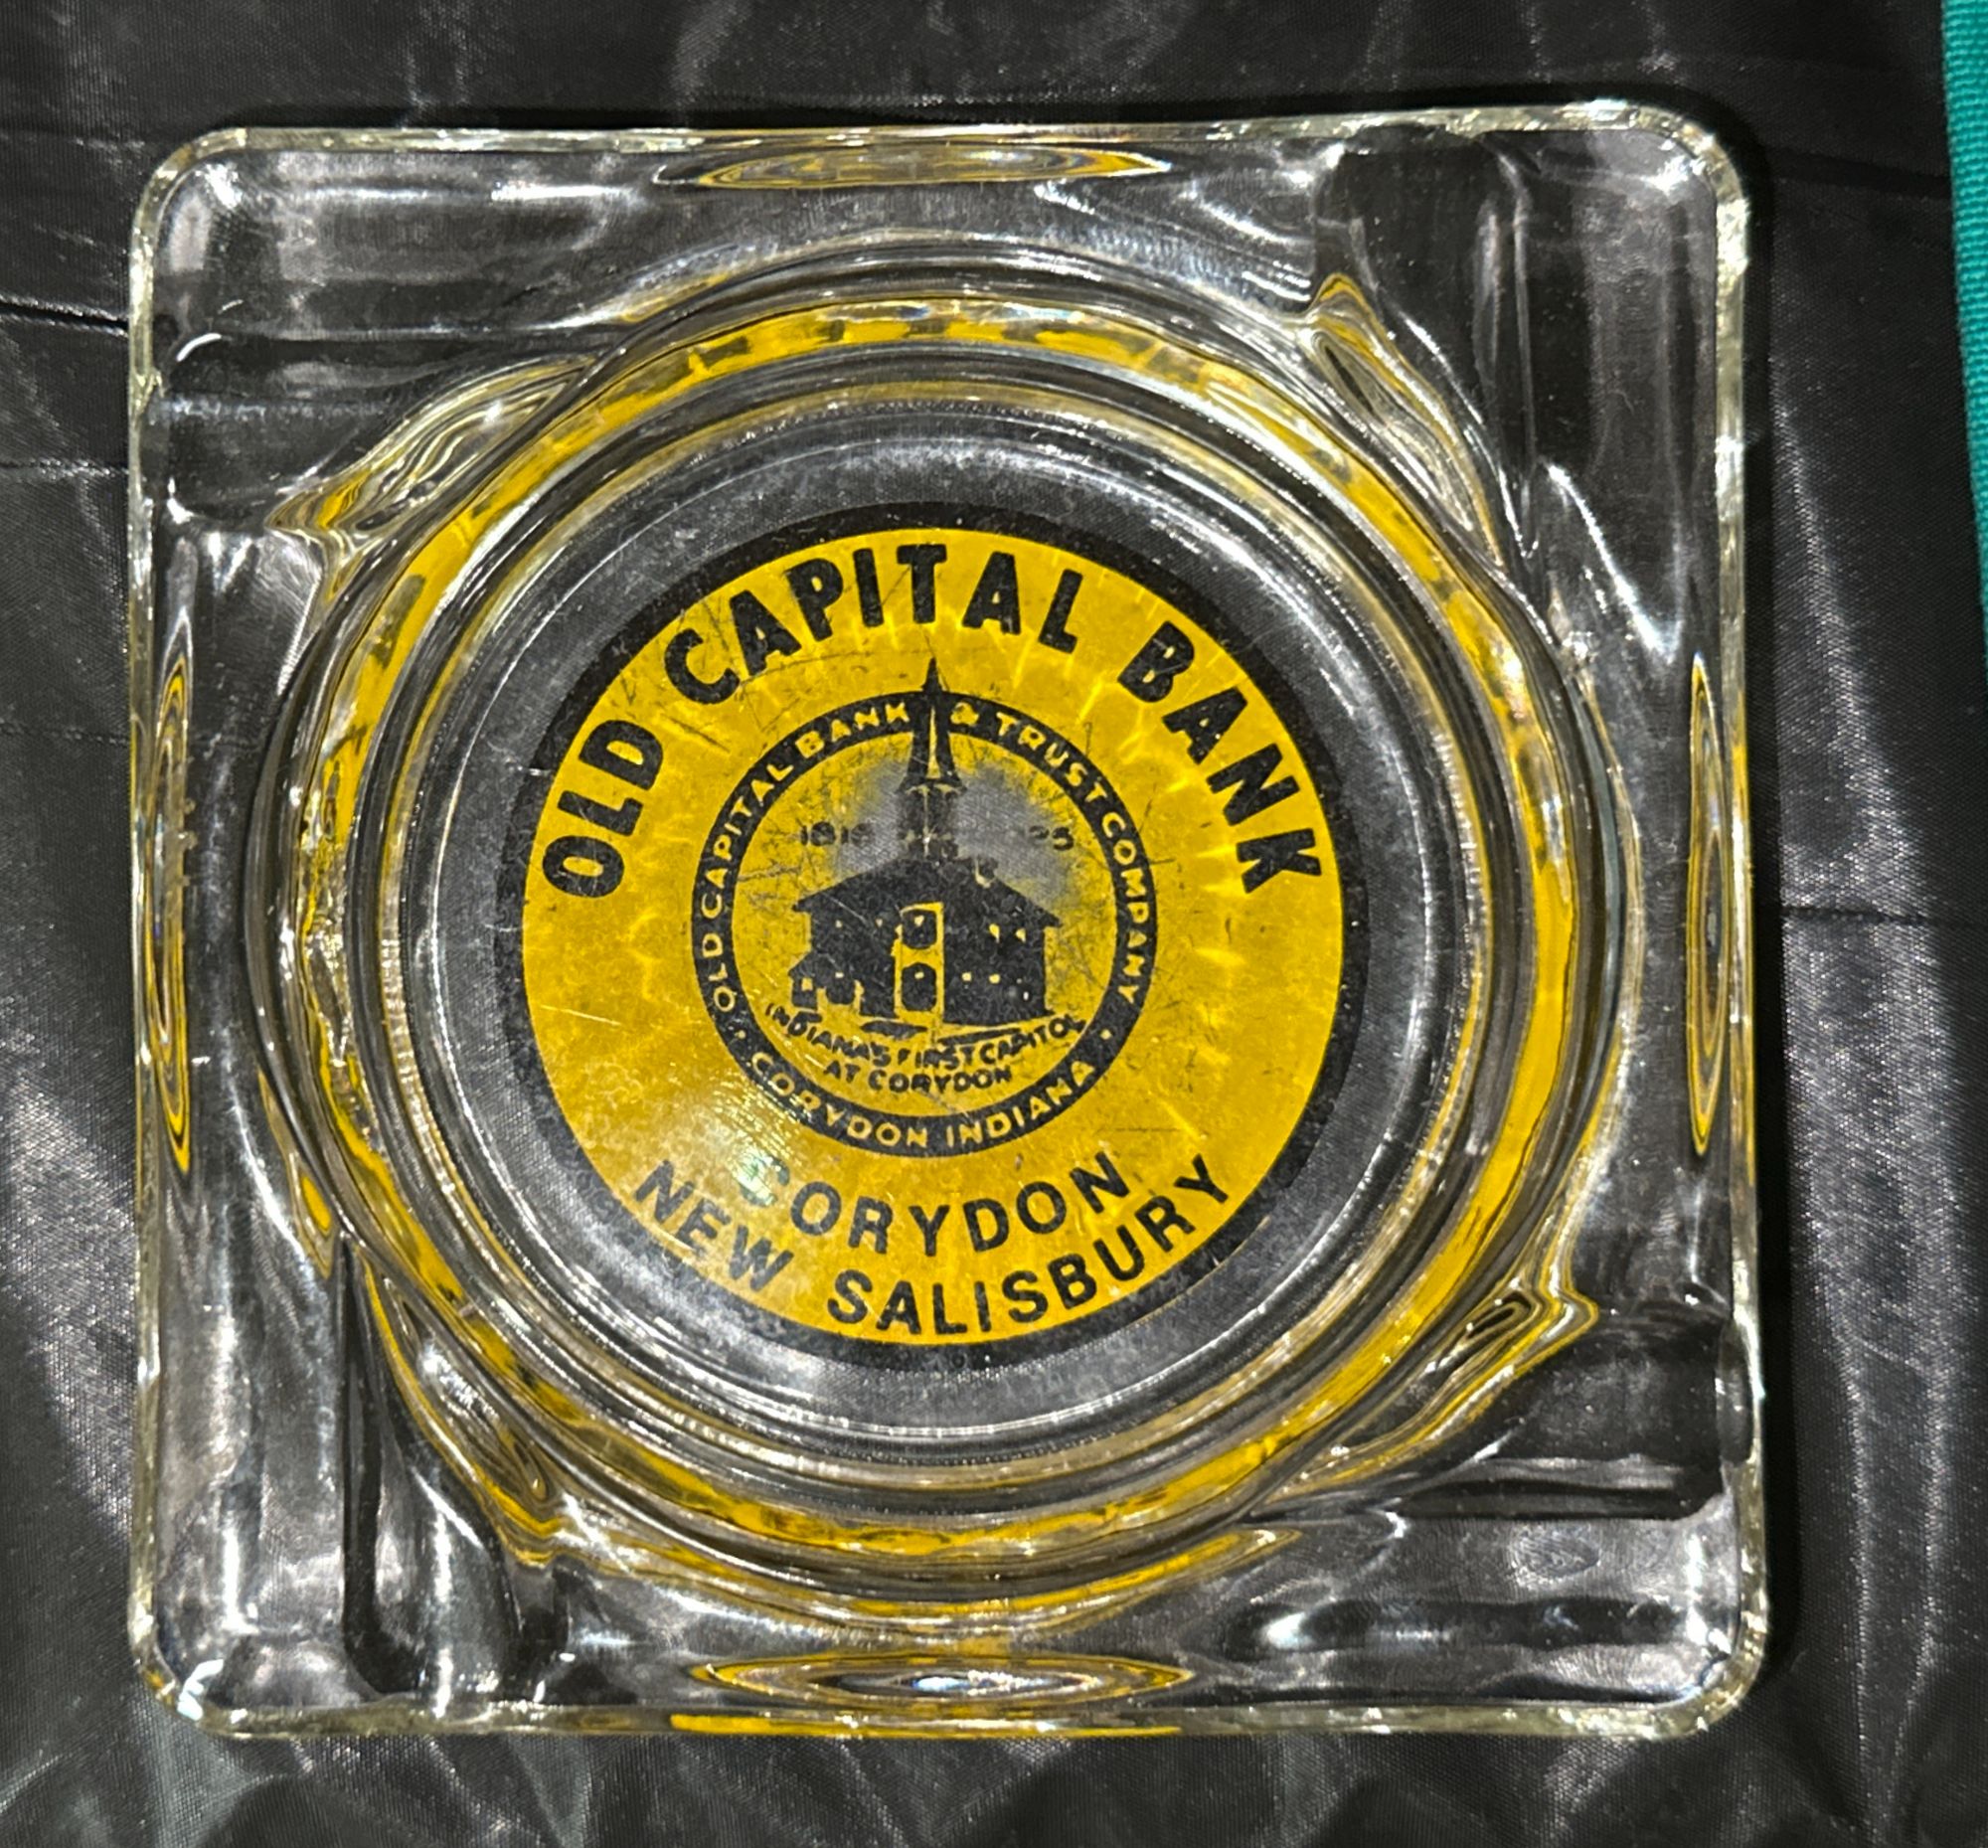 OLD CAPITAL BANK
OLD CAPITAL BANK & TRUST COMPANY
INDIANA'S FIRST CAPITOL
AT CORYDON
CORYDON INDIANA
CORYDON
NEW SALISBURY